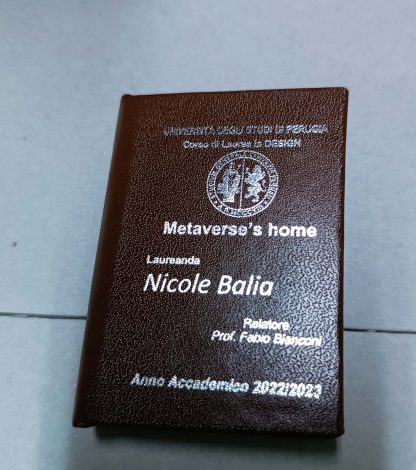 UNIVERSITÀ DEGLI STUDI DI PERUGIA
Corso di Laurea in DESIGN
Metaverse's home
Laureanda
Nicole Balia
Relatore
Prof. Fabio Bianconi
Anno Accademico 2022/2023